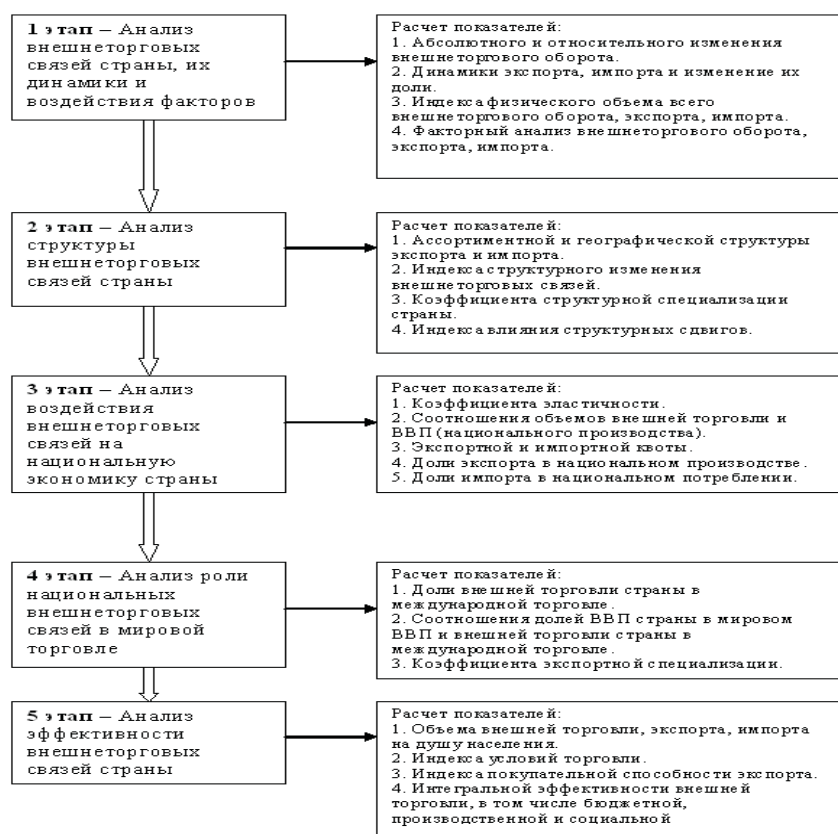 1 этап – Анализ
внешнеторговых
связей страны, их
динамики и
воздействия факторов
Расчет показателей:
1. Абсолютного и относительного изменения
внешнеторгового оборота.
2. Динамики экспорта, импорта и изменение их
доли.
3. Индекса физического объема всего
внешнеторгового оборота, экспорта, импорта.
4. Факторный анализ внешнеторгового оборота,
экспорта, импорта.
2 этап – Анализ
структуры
внешнеторговых
связей страны
Расчет показателей:
1. Ассортиментной и географической структуры
экспорта и импорта.
2. Индекса структурного изменения
внешнеторговых связей.
3. Коэффициента структурной специализации
страны.
4. Индекса влияния структурных сдвигов.
3 этап – Анализ
воздействия
внешнеторговых
связей на
национальную
экономику страны
Расчет показателей:
1. Коэффициента эластичности.
2. Соотношения объемов внешней торговли и
ВВП (национального производства).
3. Экспортной и импортной квоты.
4. Доли экспорта в национальном производстве.
5. Доли импорта в национальном потреблении.
4 этап – Анализ роли
национальных
внешнеторговых
связей в мировой
торговле
Расчет показателей:
1. Доли внешней торговли страны в
международной торговле.
2. Соотношения долей ВВП страны в мировом
ВВП и внешней торговли страны в
международной торговле.
3. Коэффициента экспортной специализации.
5 этап – Анализ
эффективности
внешнеторговых
связей страны
Расчет показателей:
1. Объема внешней торговли, экспорта, импорта
на душу населения.
2. Индекса условий торговли.
3. Индекса покупательной способности экспорта.
4. Интегральной эффективности внешней
торговли, в том числе бюджетной,
производственной и социальной